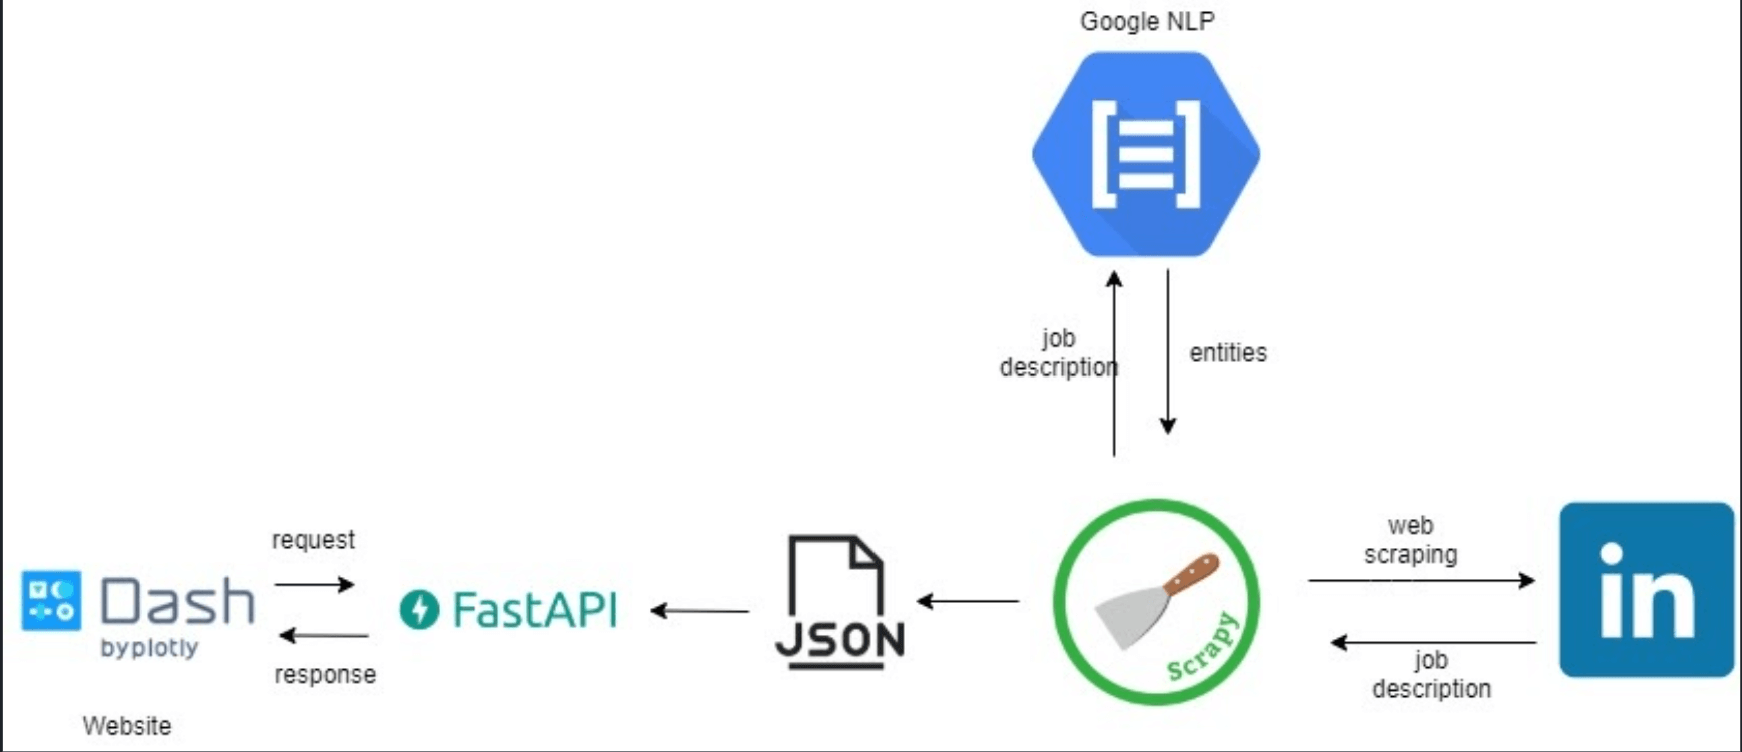 Google NLP
job
description
entities
request
Dash
byplotly
response
Website
FastAPI
JSON
Scrapy
web
scraping
in
job
description